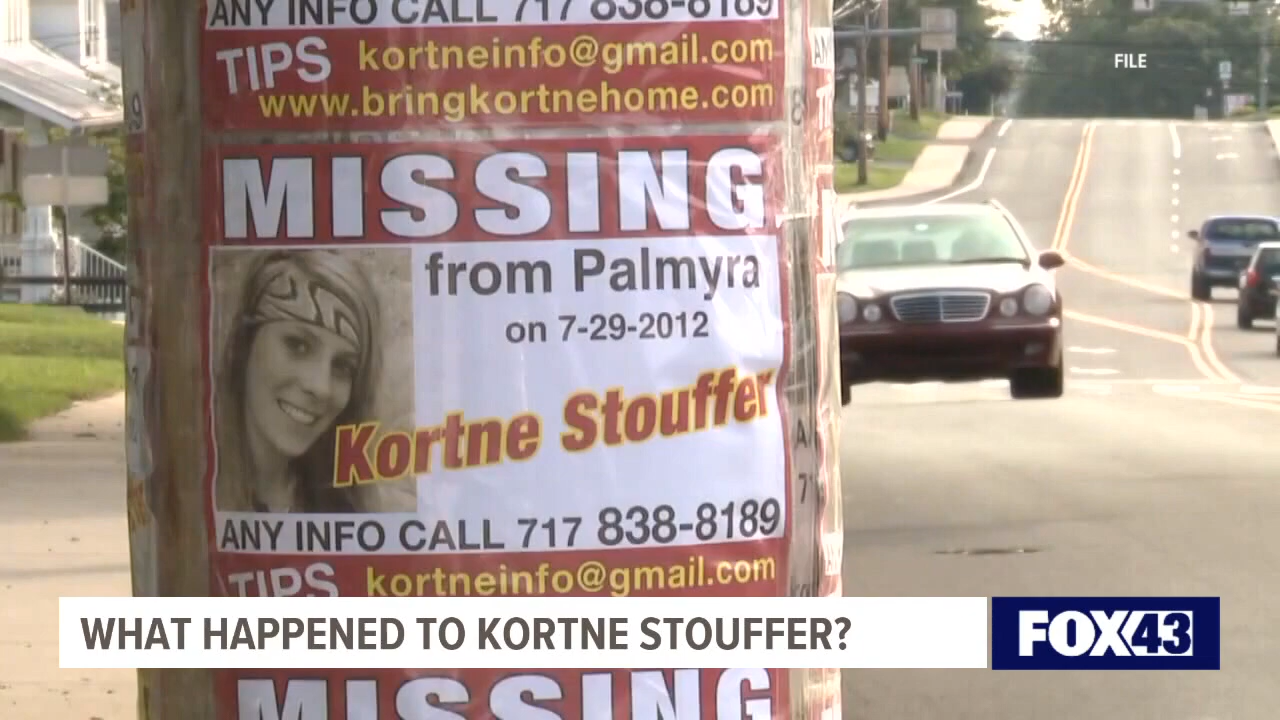 ANY INFO CALL 717 838-8189
TIPS kortneinfo@gmail.com
www.bringkortnehome.com
FILE
MISSING
from Palmyra
on 7-29-2012
Kortne Stouffer
ANY INFO CALL 717 838-8189
TIPS kortneinfo@gmail.com
WHAT HAPPENED TO KORTNE STOUFFER?
FOX43
MISSING